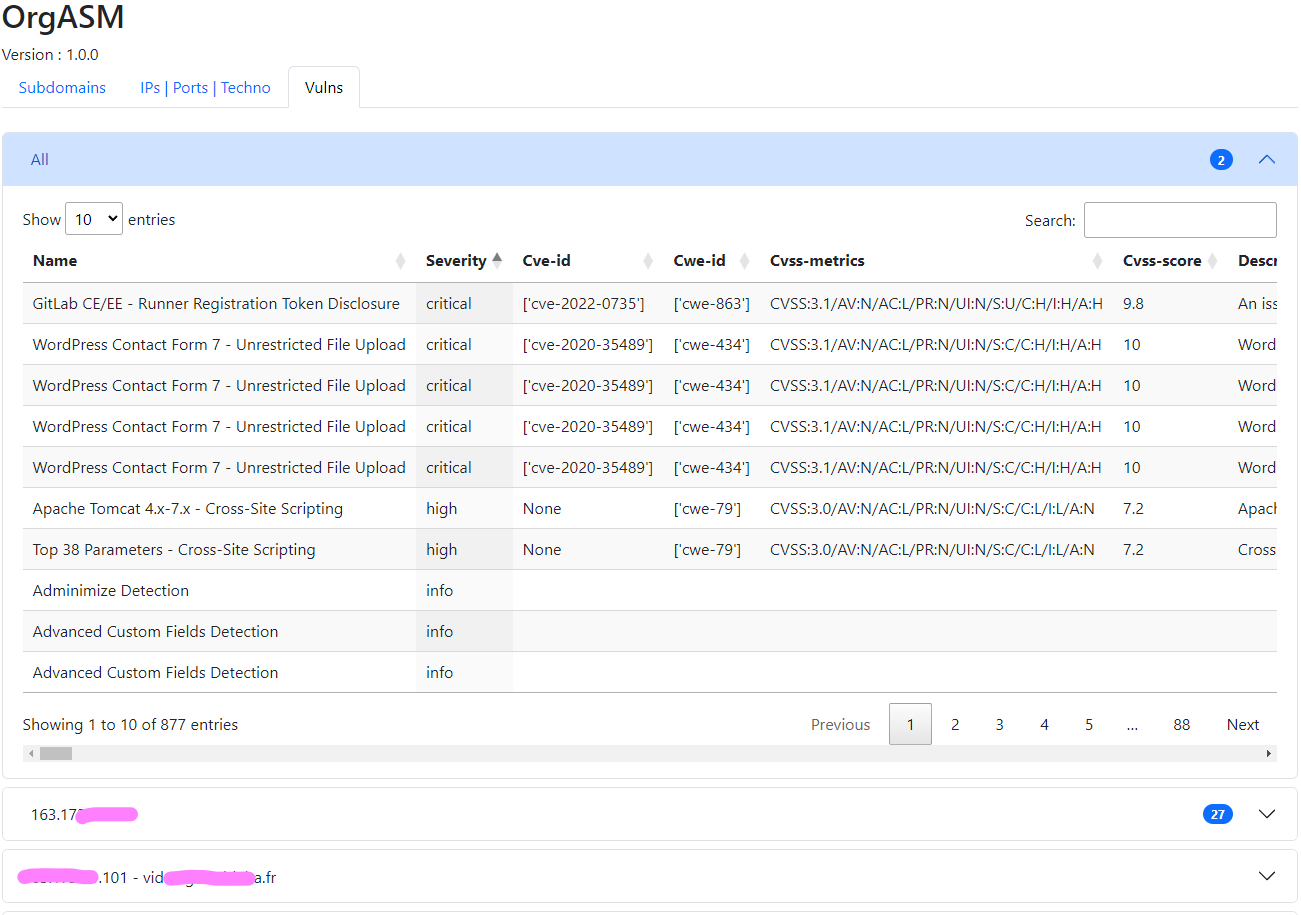 OrgASM
Version : 1.0.0
Subdomains IPs | Ports | Techno Vulns
All 2
Show 10 entries Search:
Name Severity Cve-id Cwe-id Cvss-metrics Cvss-score Descr
GitLab CE/EE - Runner Registration Token Disclosure critical ['cve-2022-0735'] ['cwe-863'] CVSS:3.1/AV:N/AC:L/PR:N/UI:N/S:U/C:H/I:H/A:H 9.8 An iss
WordPress Contact Form 7 - Unrestricted File Upload critical ['cve-2020-35489'] ['cwe-434'] CVSS:3.1/AV:N/AC:L/PR:N/UI:N/S:C/C:H/I:H/A:H 10 Word
WordPress Contact Form 7 - Unrestricted File Upload critical ['cve-2020-35489'] ['cwe-434'] CVSS:3.1/AV:N/AC:L/PR:N/UI:N/S:C/C:H/I:H/A:H 10 Word
WordPress Contact Form 7 - Unrestricted File Upload critical ['cve-2020-35489'] ['cwe-434'] CVSS:3.1/AV:N/AC:L/PR:N/UI:N/S:C/C:H/I:H/A:H 10 Word
WordPress Contact Form 7 - Unrestricted File Upload critical ['cve-2020-35489'] ['cwe-434'] CVSS:3.1/AV:N/AC:L/PR:N/UI:N/S:C/C:H/I:H/A:H 10 Word
Apache Tomcat 4.x-7.x - Cross-Site Scripting high None ['cwe-79'] CVSS:3.0/AV:N/AC:L/PR:N/UI:N/S:C/C:L/I:L/A:N 7.2 Apach
Top 38 Parameters - Cross-Site Scripting high None ['cwe-79'] CVSS:3.0/AV:N/AC:L/PR:N/UI:N/S:C/C:L/I:L/A:N 7.2 Cross
Adminimize Detection info
Advanced Custom Fields Detection info
Advanced Custom Fields Detection info
Showing 1 to 10 of 877 entries Previous 1 2 3 4 5 ... 88 Next
163.17 27
.101 - vid a.fr